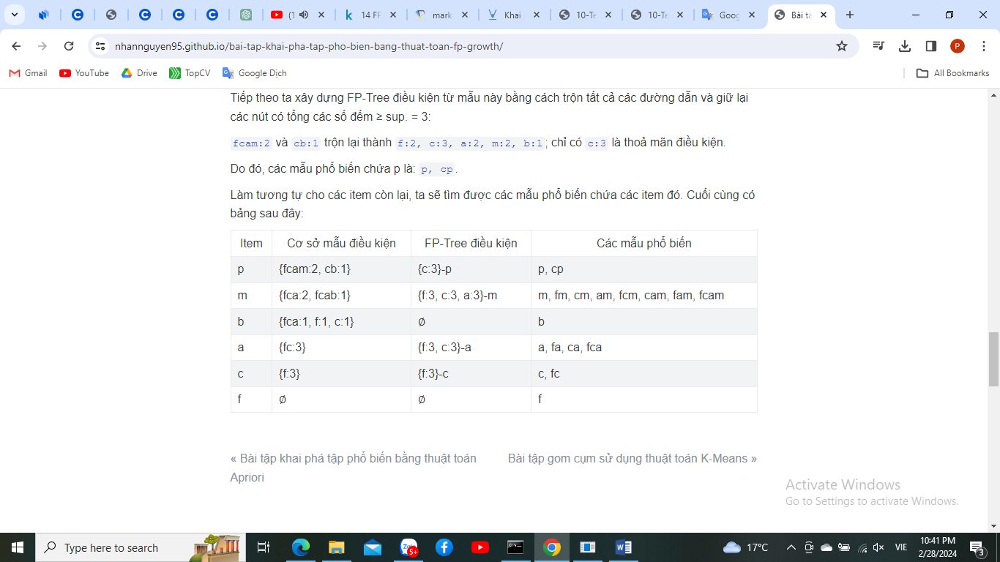 (1
14 FP
mark
Khai
10-Te
10-Te
Goog
Bài tậ
nhannguyen95.github.io/bai-tap-khai-pha-tap-pho-bien-bang-thuat-toan-fp-growth/
P
Gmail YouTube Drive TopCV Google Dịch All Bookmarks
Tiếp theo ta xây dựng FP-Tree điều kiện từ mẫu này bằng cách trộn tất cả các đường dẫn và giữ lại
các nút có tổng các số đếm ≥ sup. = 3:
fcam:2 và cb:1 trộn lại thành f:2, c:3, a:2, m:2, b:1; chỉ có c:3 là thoả mãn điều kiện.
Do đó, các mẫu phổ biến chứa p là: p, cp.
Làm tương tự cho các item còn lại, ta sẽ tìm được các mẫu phổ biến chứa các item đó. Cuối cùng có
bảng sau đây:
Item Cơ sở mẫu điều kiện FP-Tree điều kiện Các mẫu phổ biến
p {fcam:2, cb:1} {c:3}-p p, cp
m {fca:2, fcab:1} {f:3, c:3, a:3}-m m, fm, cm, am, fcm, cam, fam, fcam
b {fca:1, f:1, c:1} ∅ b
a {fc:3} {f:3, c:3}-a a, fa, ca, fca
c {f:3} {f:3}-c c, fc
f ∅ ∅ f
« Bài tập khai phá tập phổ biến bằng thuật toán
Apriori
Bài tập gom cụm sử dụng thuật toán K-Means »
Activate Windows
Go to Settings to activate Windows.
Type here to search
5+
17°C
VIE
10:41 PM
2/28/2024
3